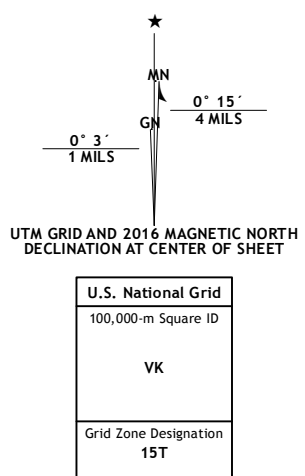 ★
MN
0° 15´
4 MILS
GN
0° 3´
1 MILS
UTM GRID AND 2016 MAGNETIC NORTH
DECLINATION AT CENTER OF SHEET
U.S. National Grid
100,000-m Square ID
VK
Grid Zone Designation
15T